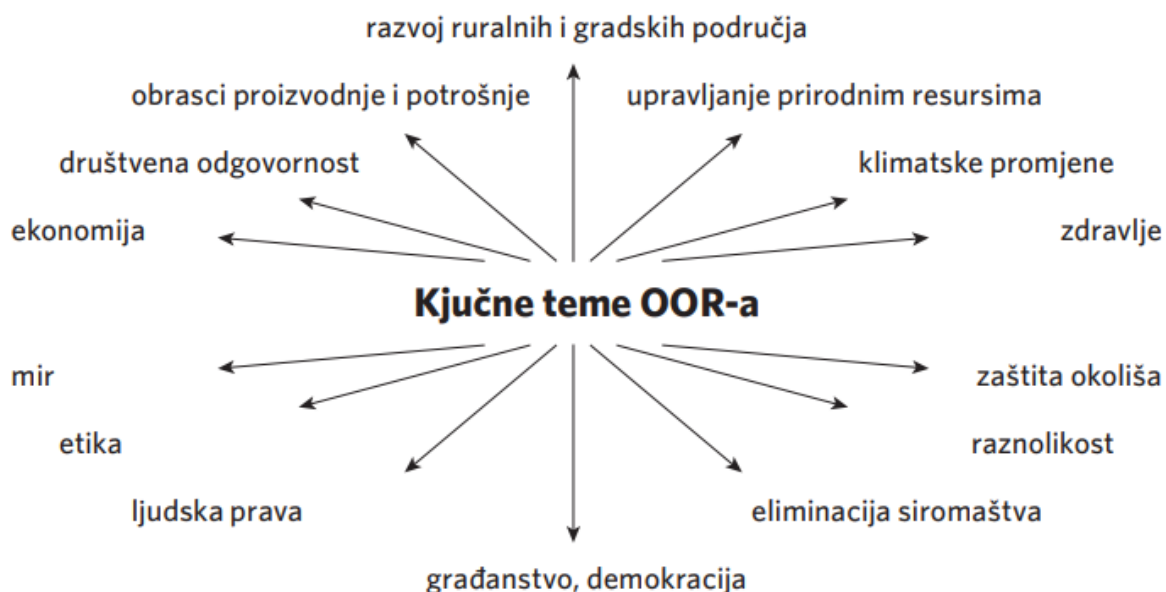 razvoj ruralnih i gradskih područja
obrasci proizvodnje i potrošnje
upravljanje prirodnim resursima
društvena odgovornost
klimatske promjene
ekonomija
zdravlje
Kjučne teme OOR-a
mir
zaštita okoliša
etika
raznolikost
ljudska prava
eliminacija siromaštva
građanstvo, demokracija